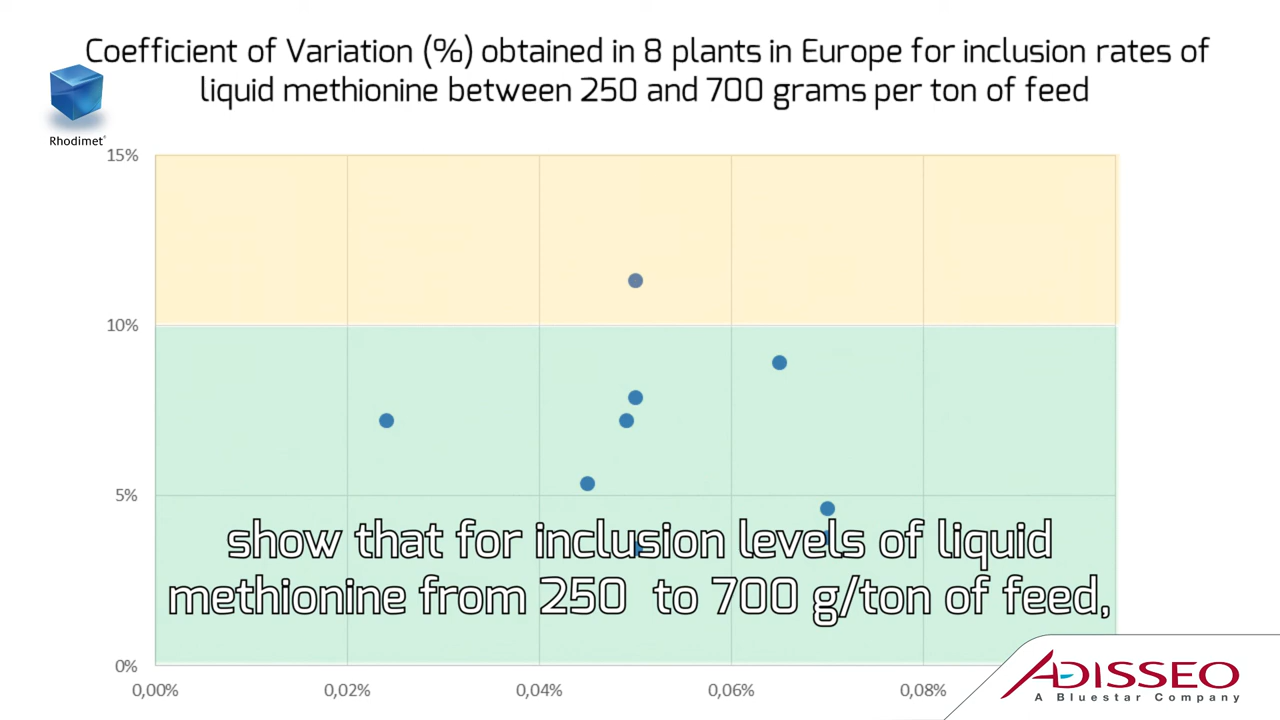 Coefficient of Variation (%) obtained in 8 plants in Europe for inclusion rates of
liquid methionine between 250 and 700 grams per ton of feed
Rhodimet®
15%
10%
5%
show that for inclusion levels of liquid
methionine from 250 to 700 g/ton of feed,
0%
0,00%
0,02%
0,04%
0,06%
0,08%
ADISSEO
A Bluestar Company